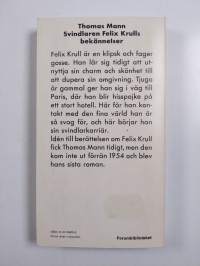 Thomas Mann
Svindlaren Felix Krulls
bekännelser
Felix Krull är en klipsk och fager
gosse. Han lär sig tidigt att ut-
nyttja sin charm och skönhet till
att dupera sin omgivning. Tjugo
år gammal ger han sig i väg till
Paris, där han blir hisspojke på
ett stort hotell. Här får han kon-
takt med den fina värld han är
så svag för, och här börjar han
sin svindlarkarriär.
Idén till berättelsen om Felix Krull
fick Thomas Mann tidigt, men den
kom inte ut förrän 1954 och blev
hans sista roman.
Forumbiblioteket